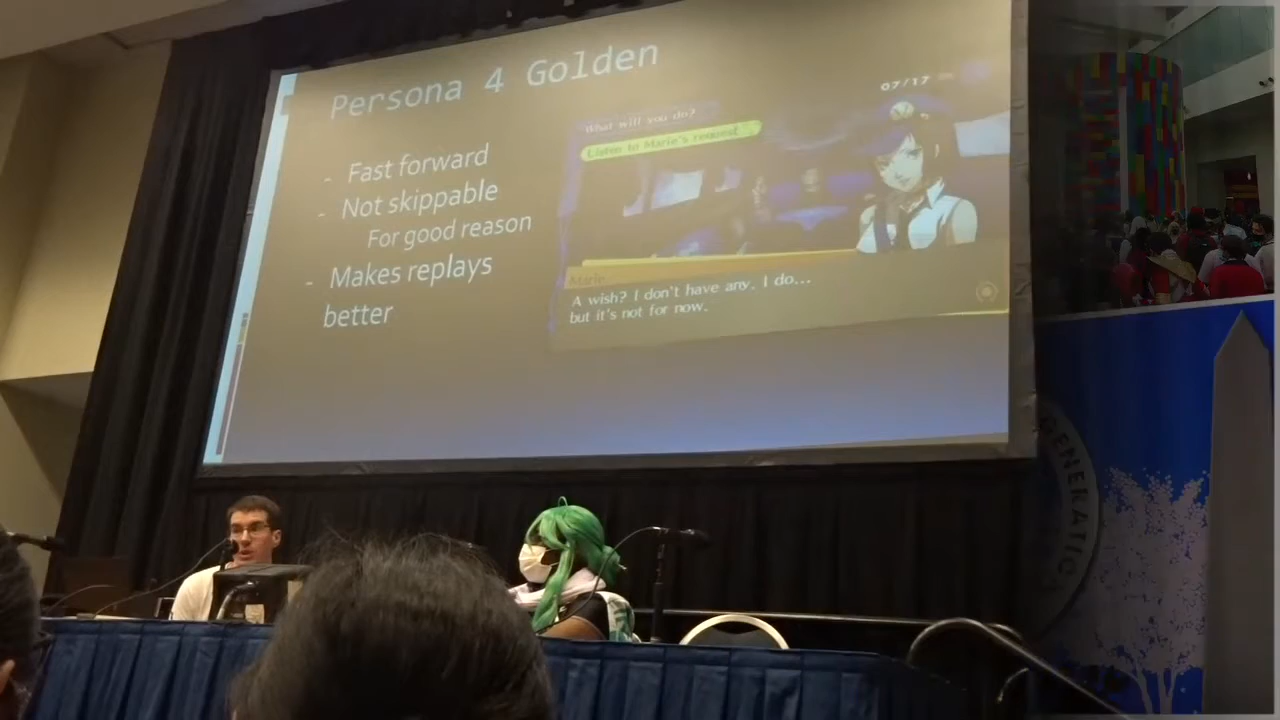 Persona 4 Golden
- Fast forward
- Not skippable
For good reason
- Makes replays
better
07/17
What will you do?
Listen to Marie's request
Marie
A wish? I don't have any. I do...
but it's not for now.
GENERATIO